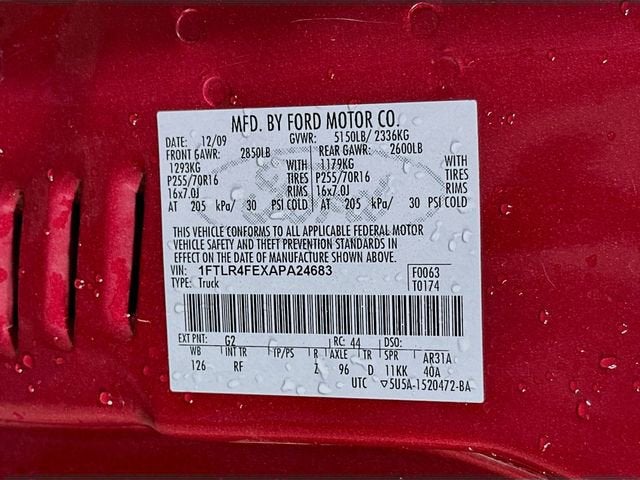 MFD. BY FORD MOTOR CO.
DATE: 12/09 GVWR: 5150LB/ 2336KG
FRONT GAWR: 2850LB REAR GAWR: 2600LB
1293KG WITH 1179KG WITH
P255/70R16 TIRES P255/70R16 TIRES
16x7.0J RIMS 16x7.0J RIMS
AT 205 kPa/ 30 PSI COLD AT 205 kPa/ 30 PSI COLD
THIS VEHICLE CONFORMS TO ALL APPLICABLE FEDERAL MOTOR
VEHICLE SAFETY AND THEFT PREVENTION STANDARDS IN
EFFECT ON THE DATE OF MANUFACTURE SHOWN ABOVE.
VIN: 1FTLR4FEXAPA24683 F0063
TYPE: Truck T0174
EXT PNT: G2 RC: 44 DSO:
WB INT TR TP/PS R AXLE TR SPR AR31A
126 RF Z 96 D 11KK 40A
UTC ▽5U5A-1520472-BA